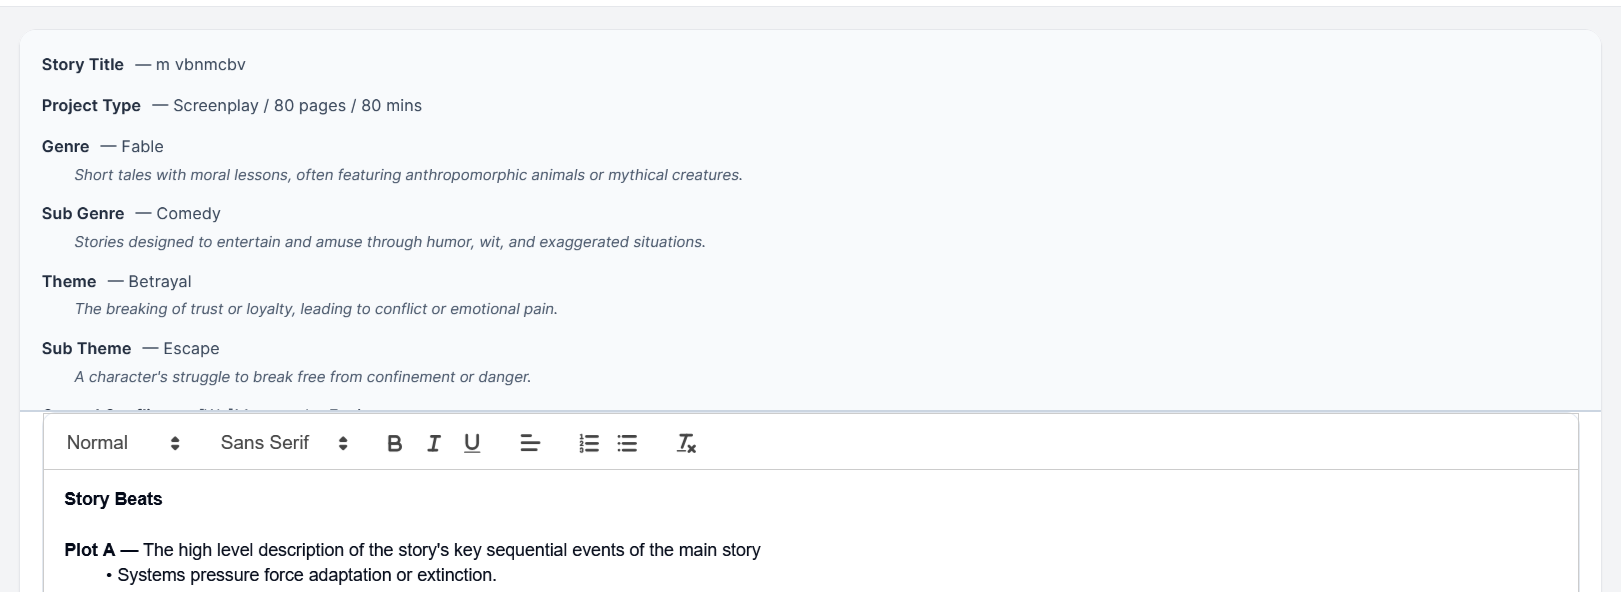 Story Title — m vbnmcbv
Project Type — Screenplay / 80 pages / 80 mins
Genre — Fable
Short tales with moral lessons, often featuring anthropomorphic animals or mythical creatures.
Sub Genre — Comedy
Stories designed to entertain and amuse through humor, wit, and exaggerated situations.
Theme — Betrayal
The breaking of trust or loyalty, leading to conflict or emotional pain.
Sub Theme — Escape
A character's struggle to break free from confinement or danger.
Normal Sans Serif B I U
Story Beats
Plot A — The high level description of the story's key sequential events of the main story
• Systems pressure force adaptation or extinction.